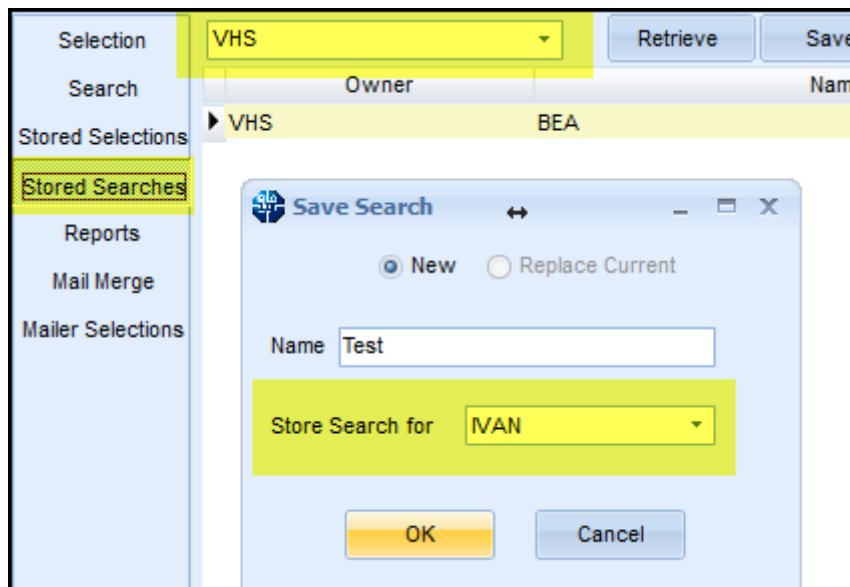 Selection
VHS
Retrieve
Save
Search
Owner
Nam
Stored Selections
VHS
BEA
Stored Searches
Reports
Mail Merge
Mailer Selections
Save Search
New
Replace Current
Name
Test
Store Search for
IVAN
OK
Cancel